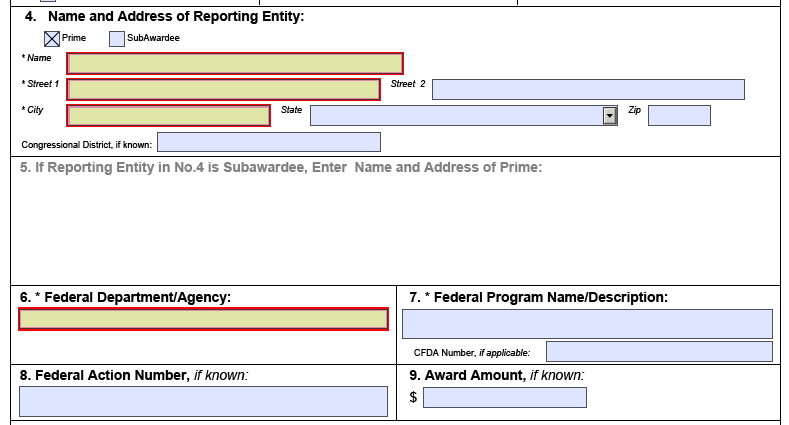 4. Name and Address of Reporting Entity:
Prime SubAwardee
* Name
* Street 1 Street 2
* City State Zip
Congressional District, if known:
5. If Reporting Entity in No.4 is Subawardee, Enter Name and Address of Prime:
6. * Federal Department/Agency:
7. * Federal Program Name/Description:
CFDA Number, if applicable:
8. Federal Action Number, if known:
9. Award Amount, if known:
$